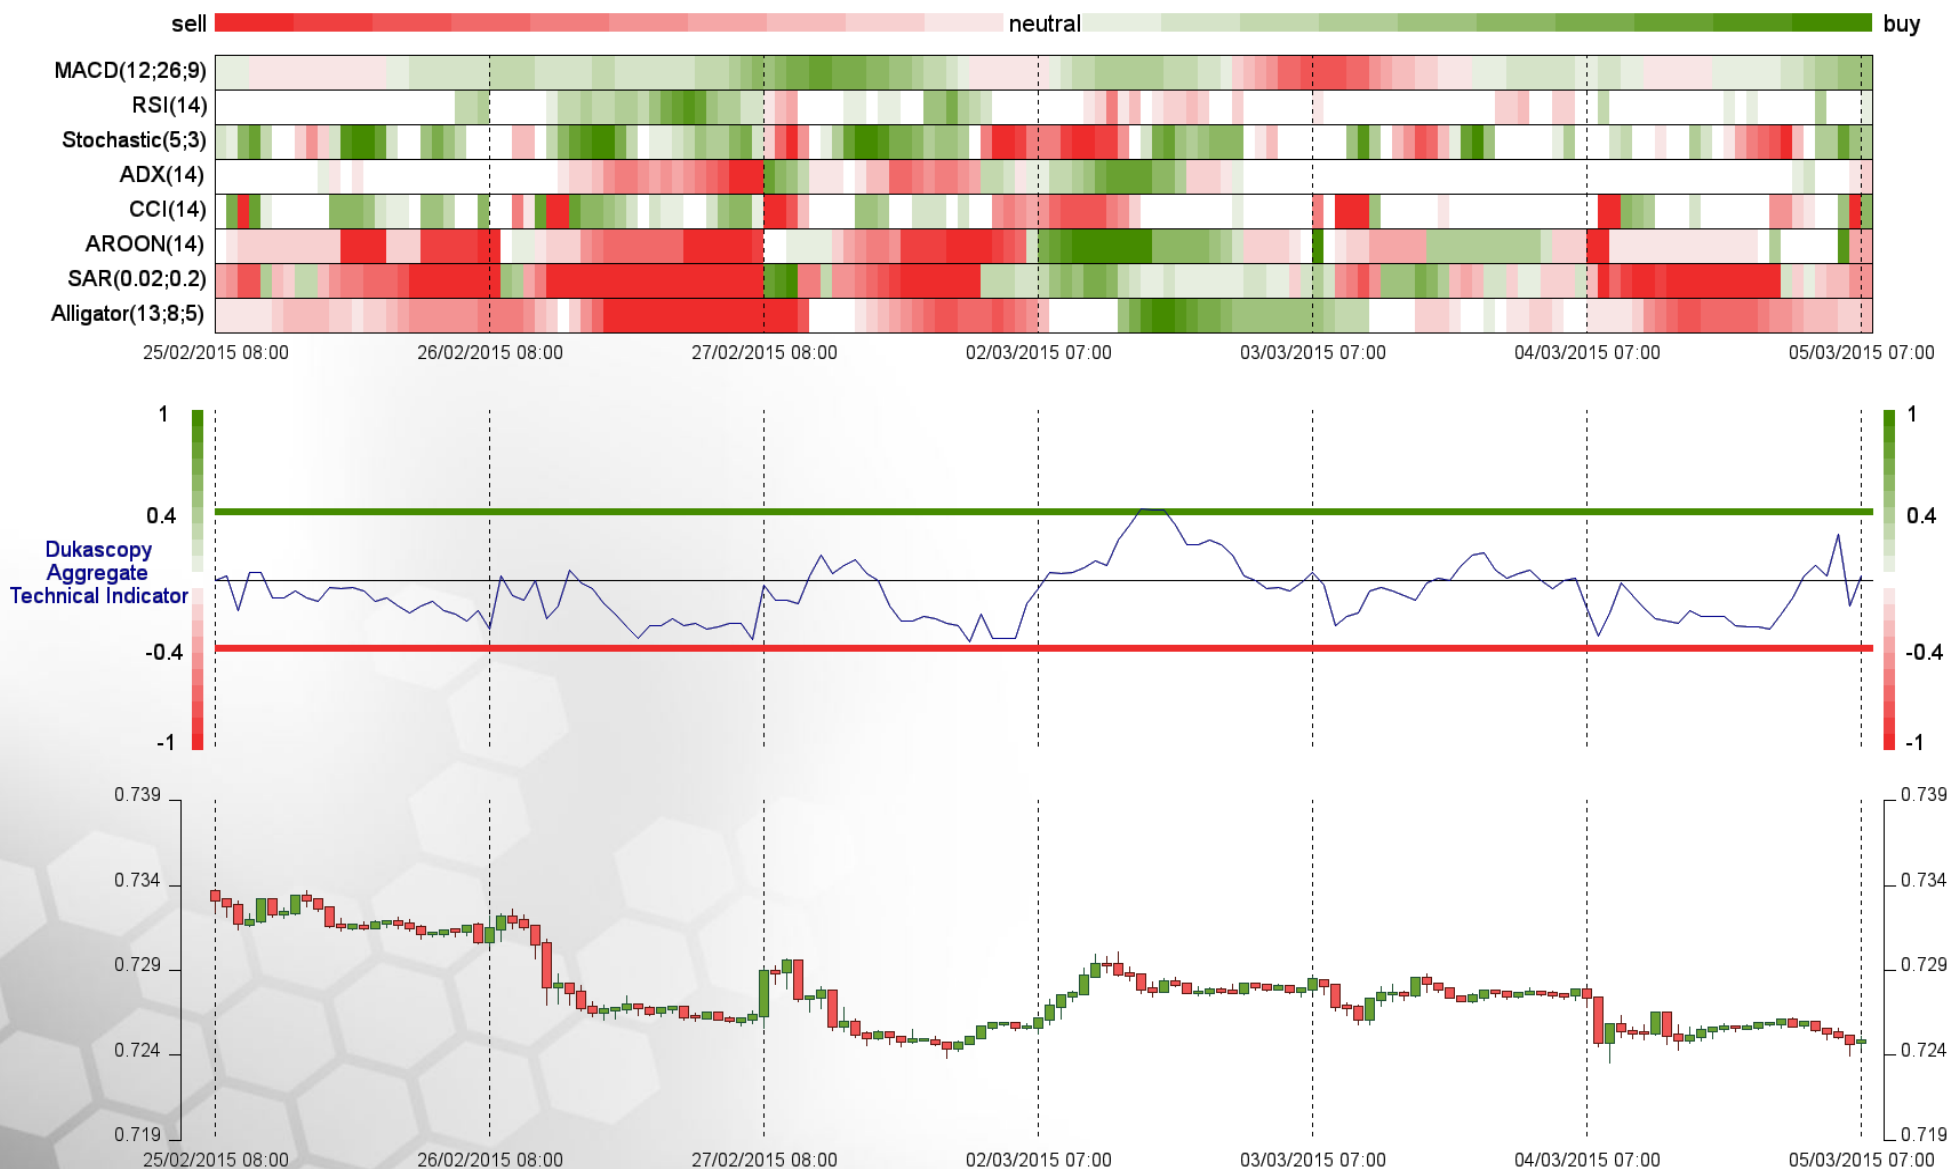 sell neutral buy
MACD(12;26;9)
RSI(14)
Stochastic(5;3)
ADX(14)
CCI(14)
AROON(14)
SAR(0.02;0.2)
Alligator(13;8;5)
25/02/2015 08:00 26/02/2015 08:00 27/02/2015 08:00 02/03/2015 07:00 03/03/2015 07:00 04/03/2015 07:00 05/03/2015 07:00
1 1
0.4 0.4
Dukascopy
Aggregate
Technical Indicator
-0.4 -0.4
-1 -1
0.739 0.739
0.734 0.734
0.729 0.729
0.724 0.724
0.719 0.719
25/02/2015 08:00 26/02/2015 08:00 27/02/2015 08:00 02/03/2015 07:00 03/03/2015 07:00 04/03/2015 07:00 05/03/2015 07:00